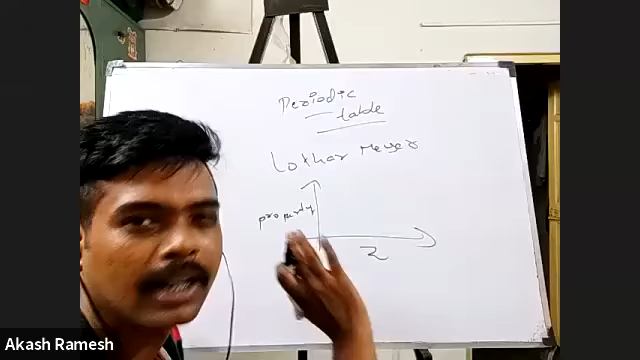 Periodic
table
Lothar Meyer
property
Z
Akash Ramesh